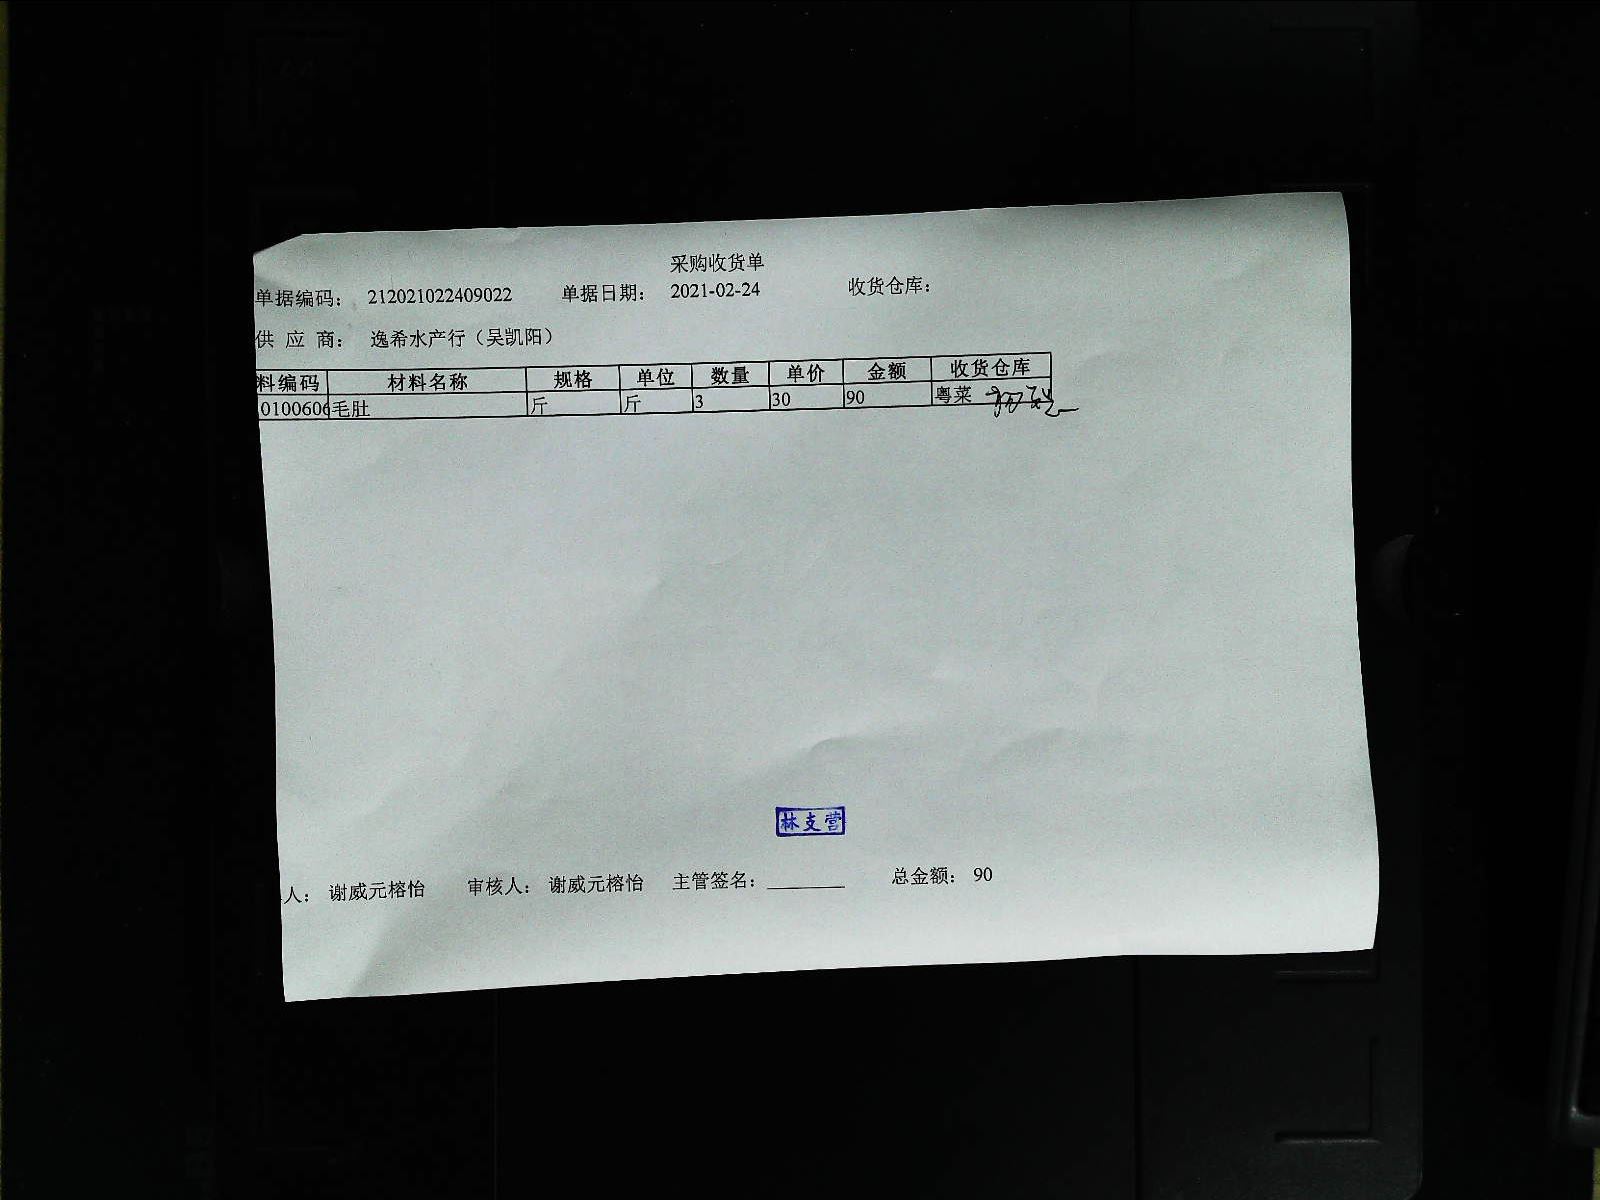 采购收货单
单据编码： 212021022409022 单据日期： 2021-02-24 收货仓库：
供 应 商： 逸希水产行（吴凯阳）
料编码 材料名称 规格 单位 数量 单价 金额 收货仓库
0100606 毛肚 斤 斤 3 30 90 粤菜
林支营
人： 谢威元榕怡 审核人： 谢威元榕怡 主管签名： 总金额： 90